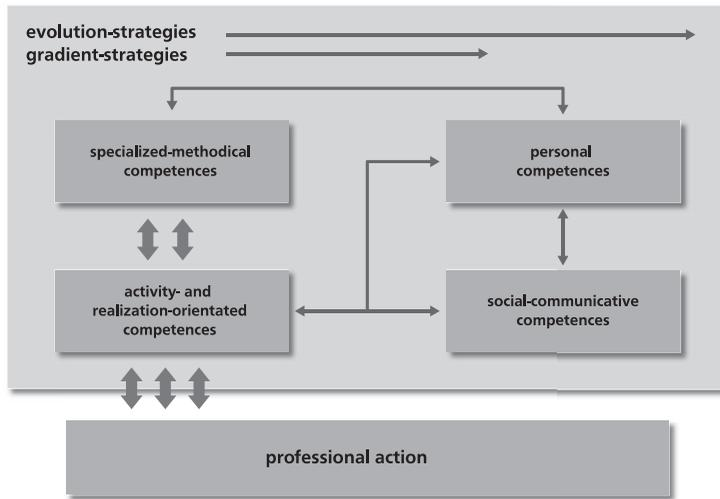 evolution-strategies
gradient-strategies
specialized-methodical
competences
personal
competences
activity- and
realization-orientated
competences
social-communicative
competences
professional action